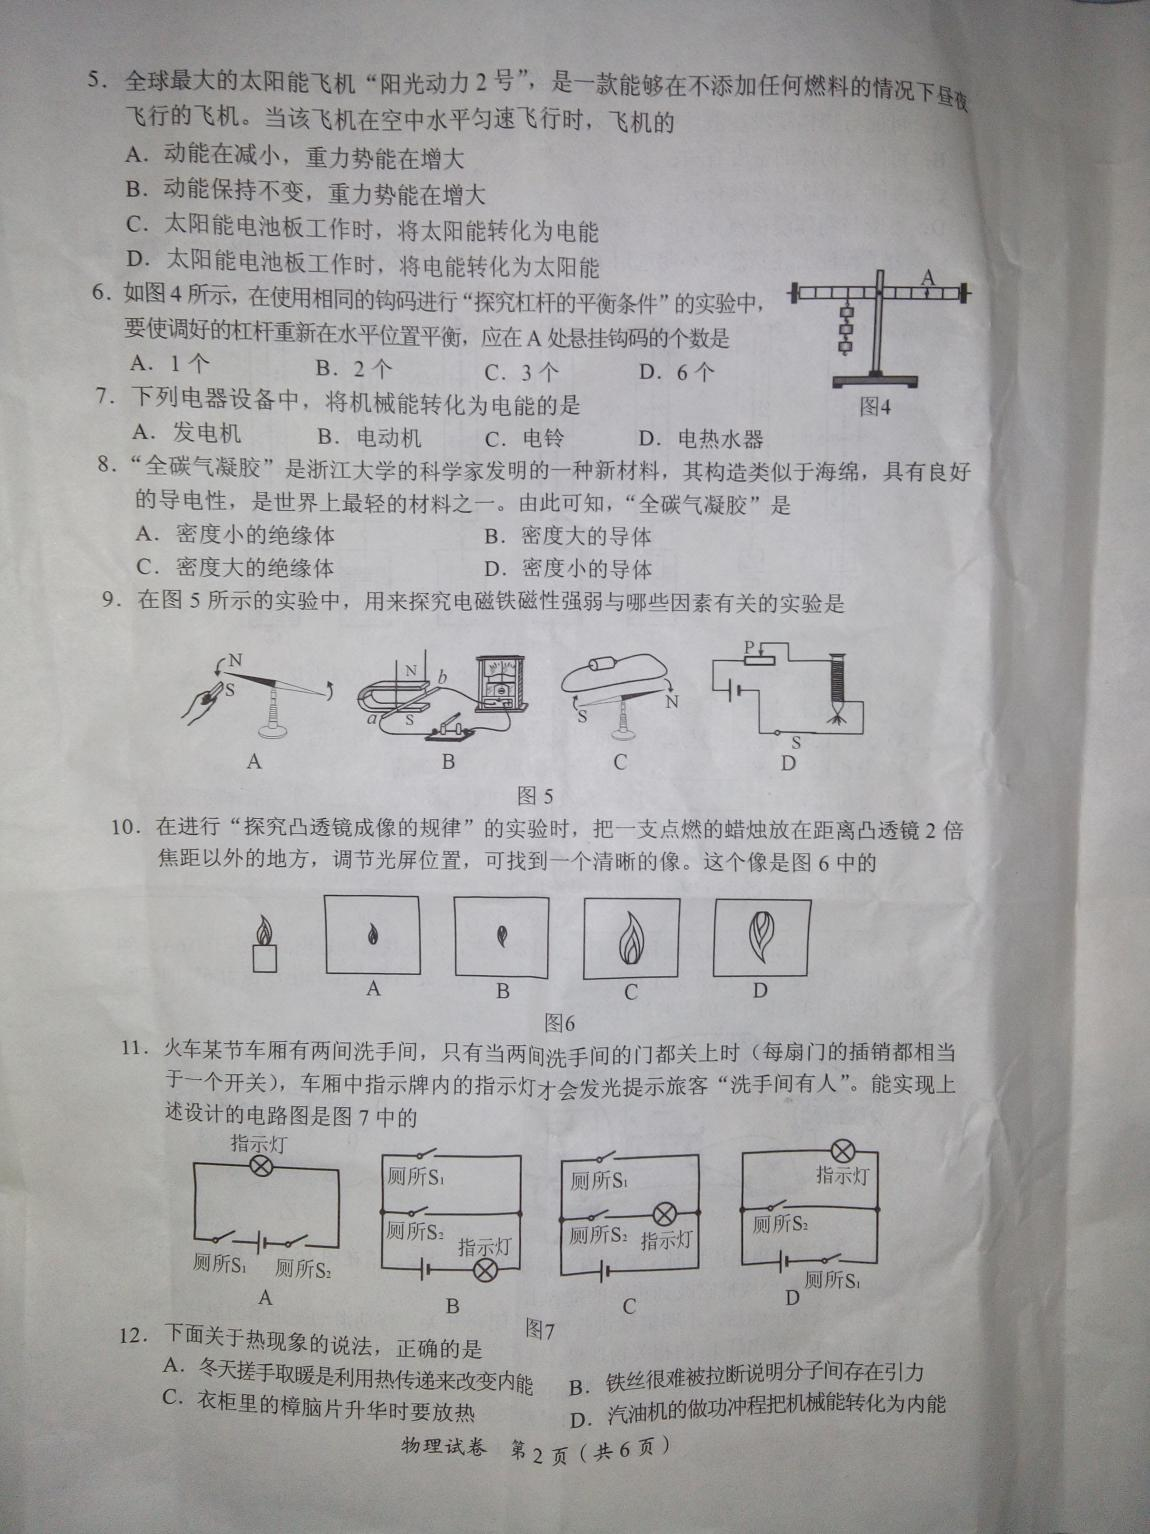 5. 全球最大的太阳能飞机“阳光动力2号”，是一款能够在不添加任何燃料的情况下昼夜
飞行的飞机。当该飞机在空中水平匀速飞行时，飞机的
A. 动能在减小，重力势能在增大
B. 动能保持不变，重力势能在增大
C. 太阳能电池板工作时，将太阳能转化为电能
D. 太阳能电池板工作时，将电能转化为太阳能
6. 如图4所示，在使用相同的钩码进行“探究杠杆的平衡条件”的实验中，
要使调好的杠杆重新在水平位置平衡，应在A处悬挂钩码的个数是
A. 1个 B. 2个 C. 3个 D. 6个
A
图4
7. 下列电器设备中，将机械能转化为电能的是
A. 发电机 B. 电动机 C. 电铃 D. 电热水器
8. “全碳气凝胶”是浙江大学的科学家发明的一种新材料，其构造类似于海绵，具有良好
的导电性，是世界上最轻的材料之一。由此可知，“全碳气凝胶”是
A. 密度小的绝缘体 B. 密度大的导体
C. 密度大的绝缘体 D. 密度小的导体
9. 在图5所示的实验中，用来探究电磁铁磁性强弱与哪些因素有关的实验是
N S N b a S S N P S
A B C D
图5
10. 在进行“探究凸透镜成像的规律”的实验时，把一支点燃的蜡烛放在距离凸透镜2倍
焦距以外的地方，调节光屏位置，可找到一个清晰的像。这个像是图6中的
A B C D
图6
11. 火车某节车厢有两间洗手间，只有当两间洗手间的门都关上时（每扇门的插销都相当
于一个开关），车厢中指示牌内的指示灯才会发光提示旅客“洗手间有人”。能实现上
述设计的电路图是图7中的
指示灯
厕所S₁ 厕所S₂
A
厕所S₁
厕所S₂
指示灯
B
厕所S₁
厕所S₂ 指示灯
C
指示灯
厕所S₂
厕所S₁
D
图7
12. 下面关于热现象的说法，正确的是
A. 冬天搓手取暖是利用热传递来改变内能 B. 铁丝很难被拉断说明分子间存在引力
C. 衣柜里的樟脑片升华时要放热 D. 汽油机的做功冲程把机械能转化为内能
物理试卷 第2页（共6页）